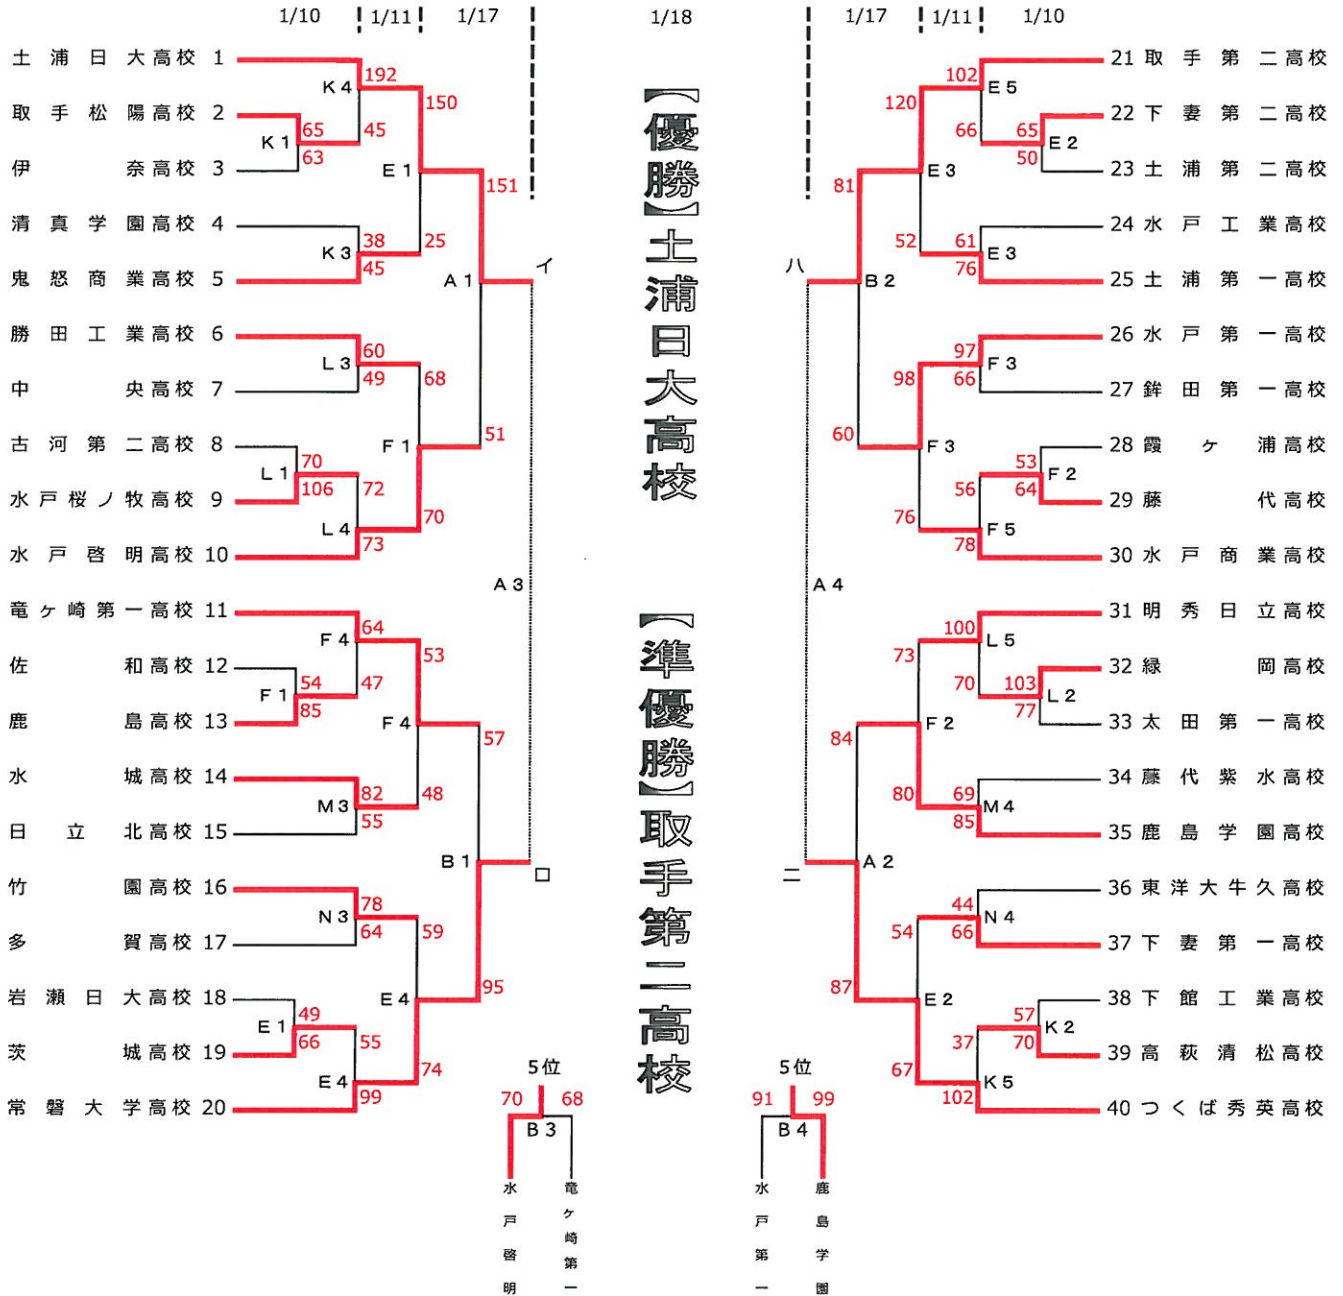 1/10 1/11 1/17 1/18 1/17 1/11 1/10
土浦日大高校 1
取手松陽高校 2
伊奈高校 3
清真学園高校 4
鬼怒商業高校 5
勝田工業高校 6
中央高校 7
古河第二高校 8
水戸桜ノ牧高校 9
水戸啓明高校 10
竜ヶ崎第一高校 11
佐和高校 12
鹿島高校 13
水城高校 14
日立北高校 15
竹園高校 16
多賀高校 17
岩瀬日大高校 18
茨城高校 19
常磐大学高校 20
K4 192 45
K1 65 63
K3 38 45
E1 150 25
L3 60 49
L1 70 106
L4 72 73
F1 68 70
A1 151 51
イ
F4 64 47
F1 54 85
M3 82 55
F4 53 48
N3 78 64
E1 49 66
E4 55 99
E4 59 74
B1 57 95
ロ
A3
【優勝】土浦日大高校
【準優勝】取手第二高校
A4
ハ
B2 81 60
E3 120 52
E5 102 66
E2 65 50
E3 61 76
F3 98 76
F3 97 66
F2 53 64
F5 56 78
ニ
A2 84 87
F2 73 80
L5 100 70
L2 103 77
M4 69 85
E2 54 67
N4 44 66
K2 57 70
K5 37 102
21 取手第二高校
22 下妻第二高校
23 土浦第二高校
24 水戸工業高校
25 土浦第一高校
26 水戸第一高校
27 鉾田第一高校
28 霞ヶ浦高校
29 藤代高校
30 水戸商業高校
31 明秀日立高校
32 緑岡高校
33 太田第一高校
34 藤代紫水高校
35 鹿島学園高校
36 東洋大牛久高校
37 下妻第一高校
38 下館工業高校
39 高萩清松高校
40 つくば秀英高校
5位
70 68
B3
水戸啓明
竜ヶ崎第一
5位
91 99
B4
水戸第一
鹿島学園